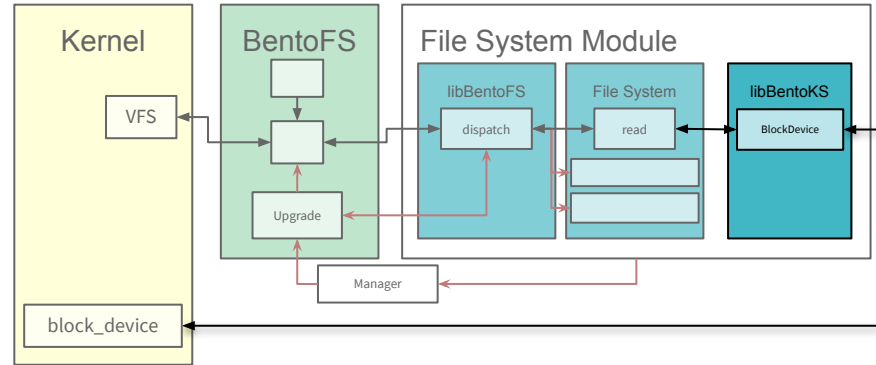 Kernel
BentoFS
File System Module
libBentoFS
File System
libBentoKS
VFS
dispatch
read
BlockDevice
Upgrade
Manager
block_device